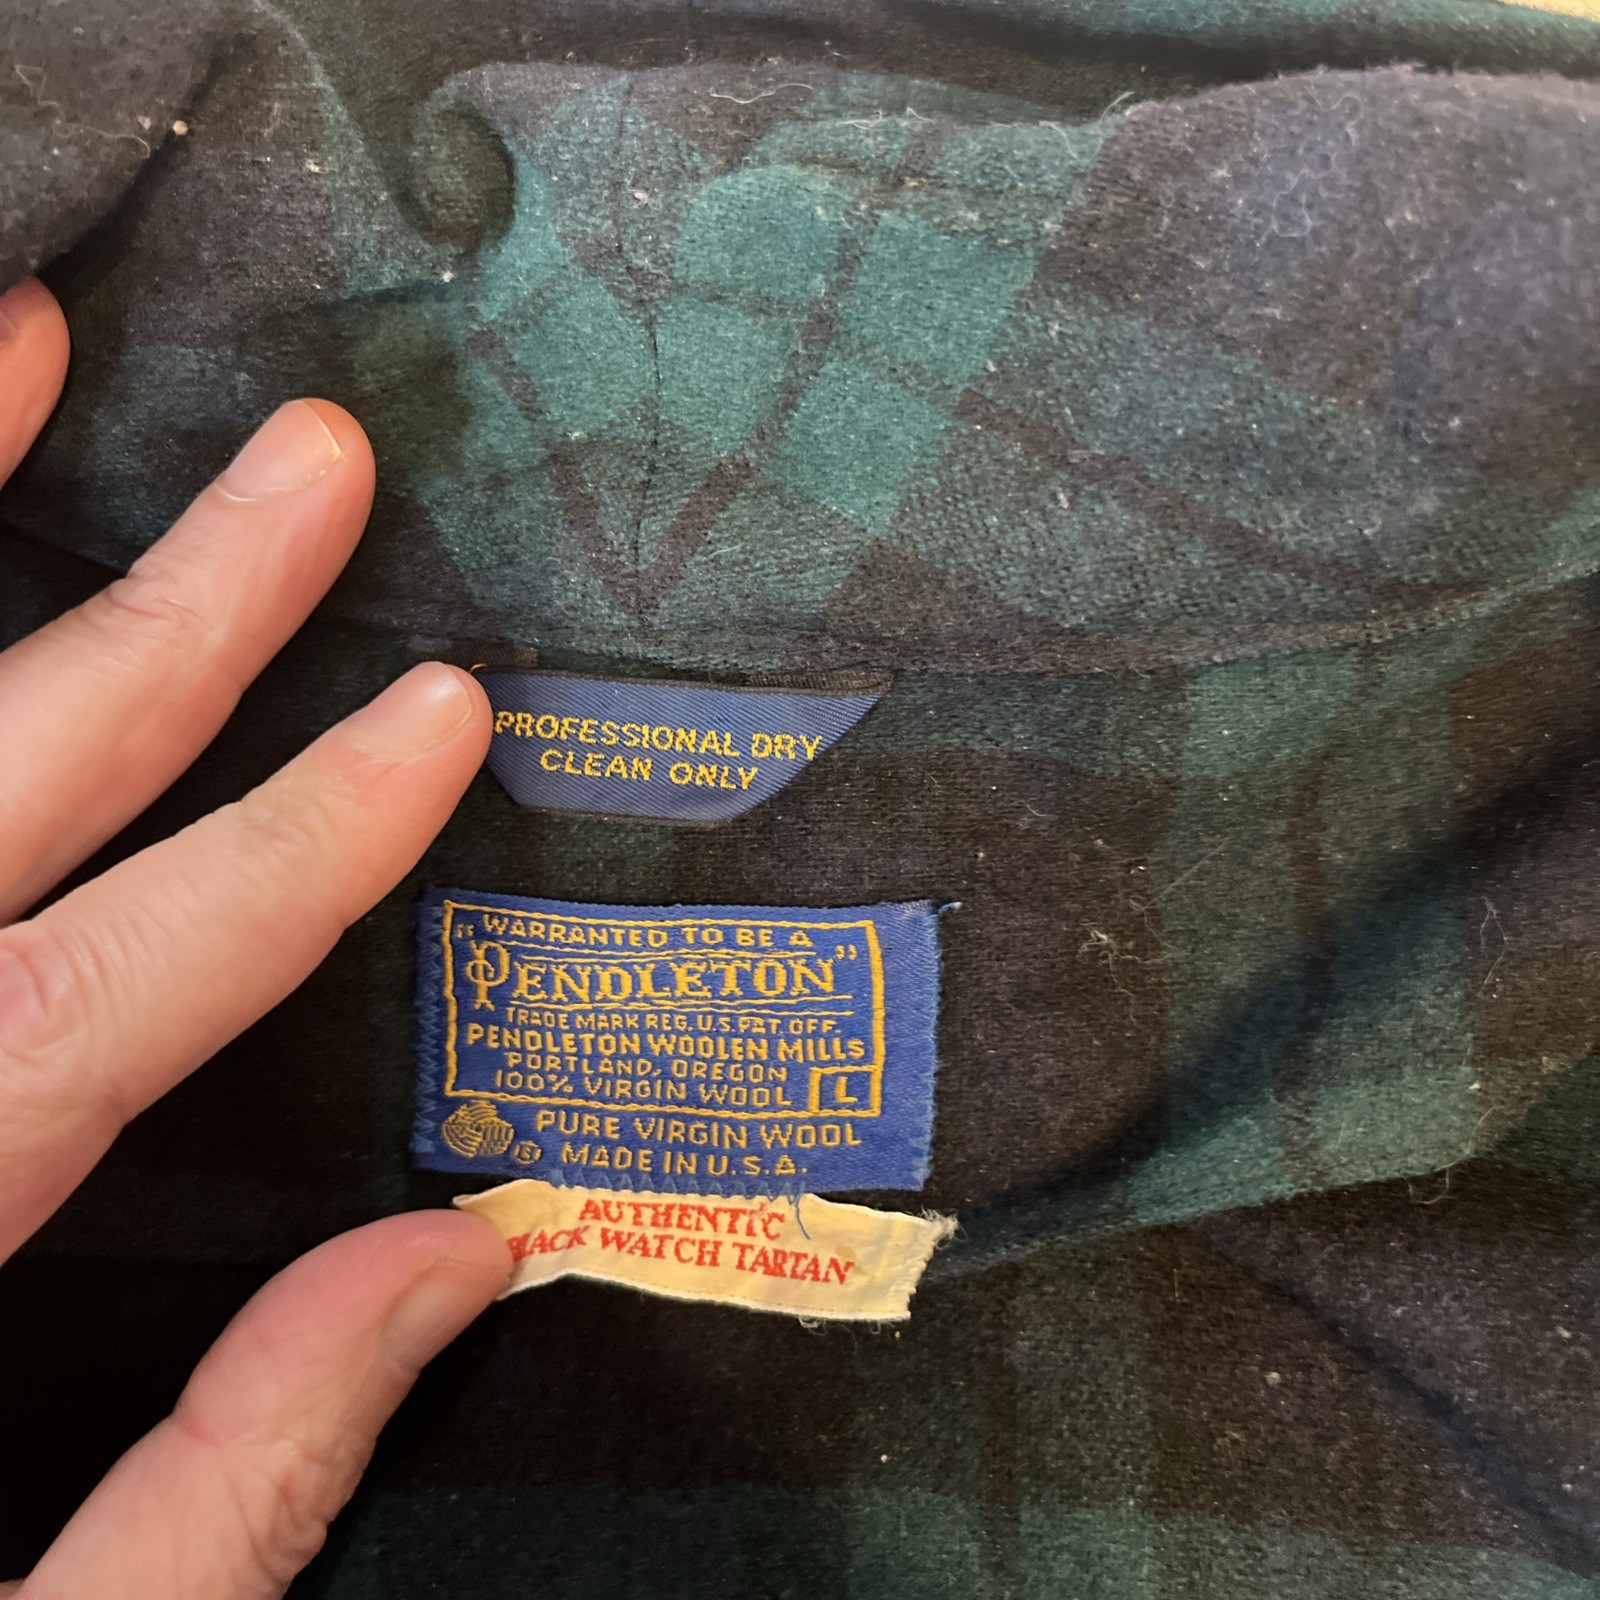 PROFESSIONAL DRY
CLEAN ONLY
"WARRANTED TO BE A
PENDLETON"
TRADE MARK REG. U.S. PAT. OFF.
PENDLETON WOOLEN MILLS
PORTLAND, OREGON
100% VIRGIN WOOL L
PURE VIRGIN WOOL
MADE IN U.S.A.
AUTHENTIC
BLACK WATCH TARTAN